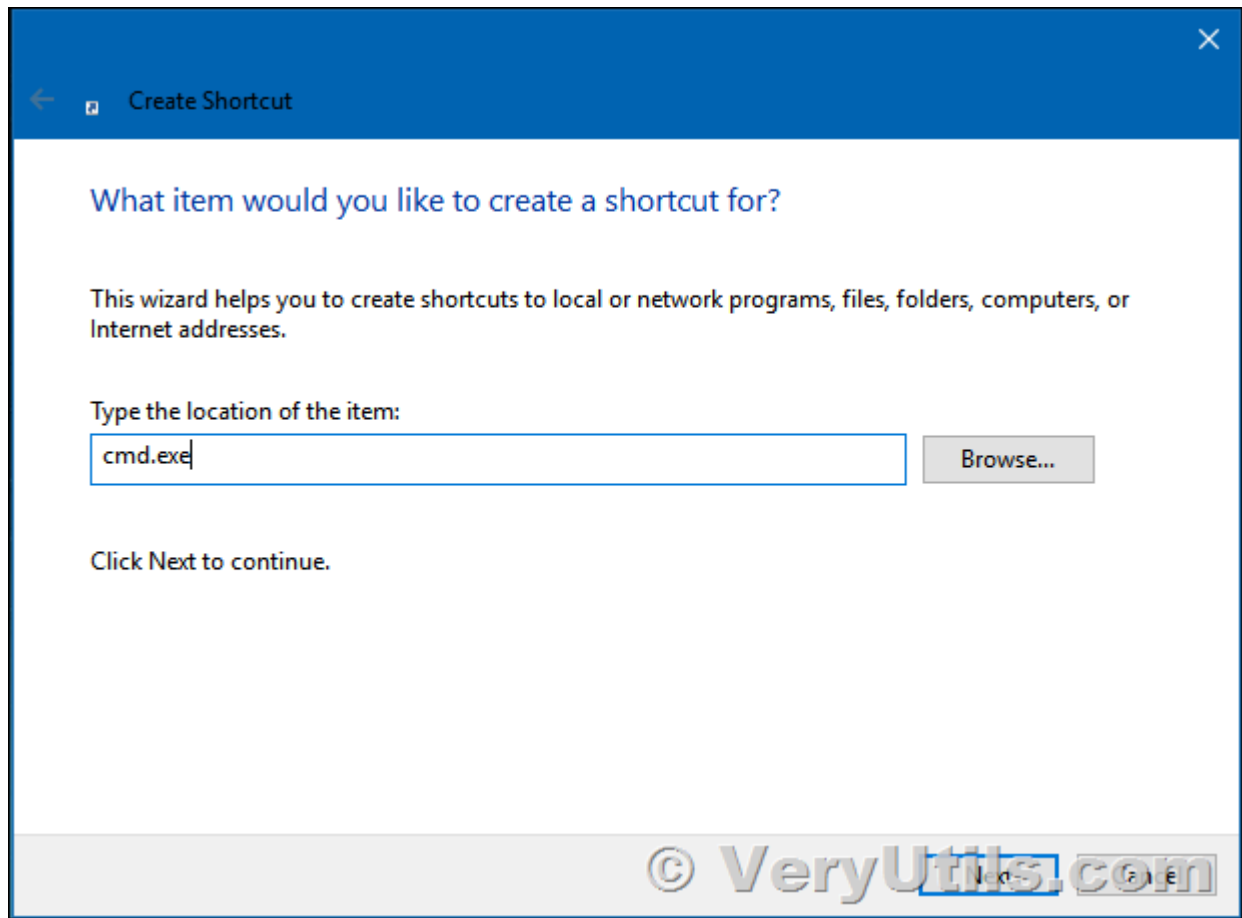 Create Shortcut
What item would you like to create a shortcut for?
This wizard helps you to create shortcuts to local or network programs, files, folders, computers, or
Internet addresses.
Type the location of the item:
cmd.exe
Browse...
Click Next to continue.
© VeryUtils.com
Next
Cancel